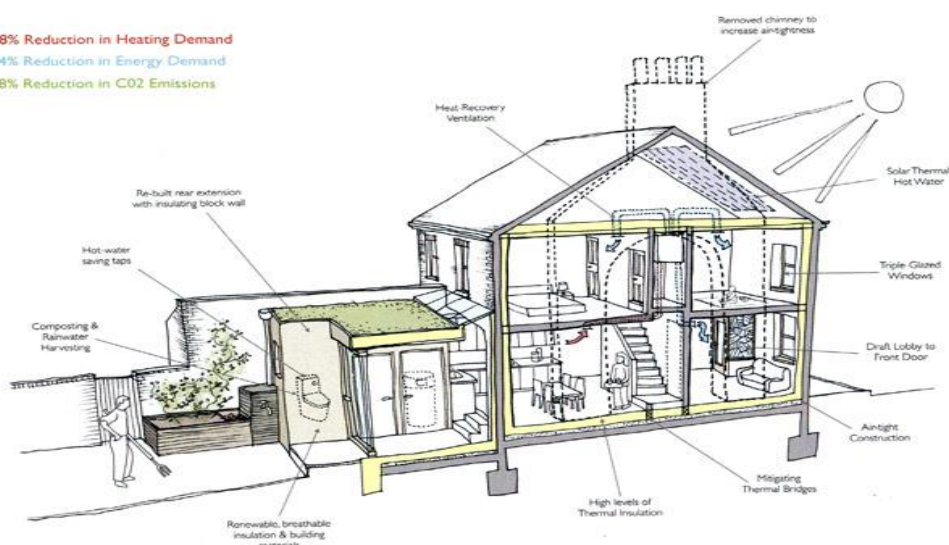 8% Reduction in Heating Demand
4% Reduction in Energy Demand
8% Reduction in C02 Emissions
Removed chimney to
increase air-tightness
Heat-Recovery
Ventilation
Solar Thermal
Hot Water
Re-built rear extension
with insulating block wall
Hot-water
saving taps
Triple-Glazed
Windows
Composting &
Rainwater
Harvesting
Draft Lobby to
Front Door
Air-tight
Construction
Mitigating
Thermal Bridges
High levels of
Thermal Insulation
Renewable, breathable
insulation & building
materials